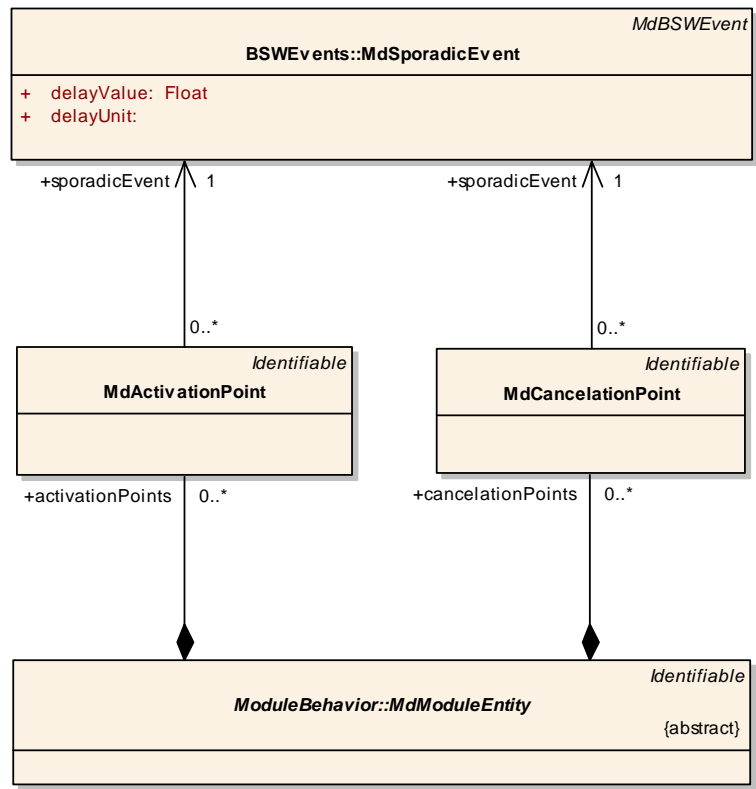 MdBSWEvent
BSWEvents::MdSporadicEvent
+ delayValue: Float
+ delayUnit:
+sporadicEvent 1
+sporadicEvent 1
0..*
0..*
Identifiable
MdActivationPoint
Identifiable
MdCancelationPoint
+activationPoints 0..*
+cancelationPoints 0..*
Identifiable
ModuleBehavior::MdModuleEntity
{abstract}